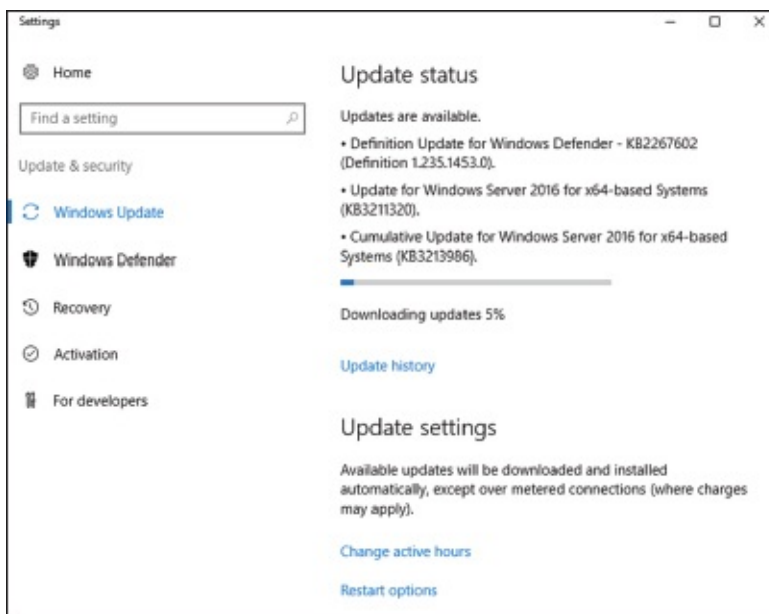 Settings
Home
Find a setting
Update & security
Windows Update
Windows Defender
Recovery
Activation
For developers
Update status
Updates are available.
• Definition Update for Windows Defender - KB2267602
(Definition 1.235.1453.0).
• Update for Windows Server 2016 for x64-based Systems
(KB3211320).
• Cumulative Update for Windows Server 2016 for x64-based
Systems (KB3213986).
Downloading updates 5%
Update history
Update settings
Available updates will be downloaded and installed
automatically, except over metered connections (where charges
may apply).
Change active hours
Restart options